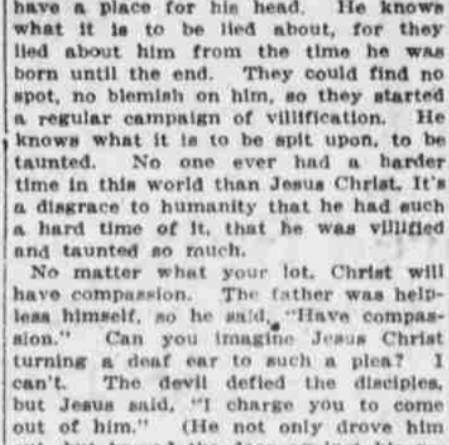 have a place for his head. He knows
what it is to be lied about, for they
lied about him from the time he was
born until the end. They could find no
spot, no blemish on him, so they started
a regular campaign of villification. He
knows what it is to be spit upon, to be
taunted. No one ever had a harder
time in this world than Jesus Christ. It's
a disgrace to humanity that he had such
a hard time of it, that he was villified
and taunted so much.
No matter what your lot, Christ will
have compassion. The father was help-
less himself, so he said, "Have compas-
sion." Can you imagine Jesus Christ
turning a deaf ear to such a plea? I
can't. The devil defied the disciples,
but Jesus said, "I charge you to come
out of him." (He not only drove him